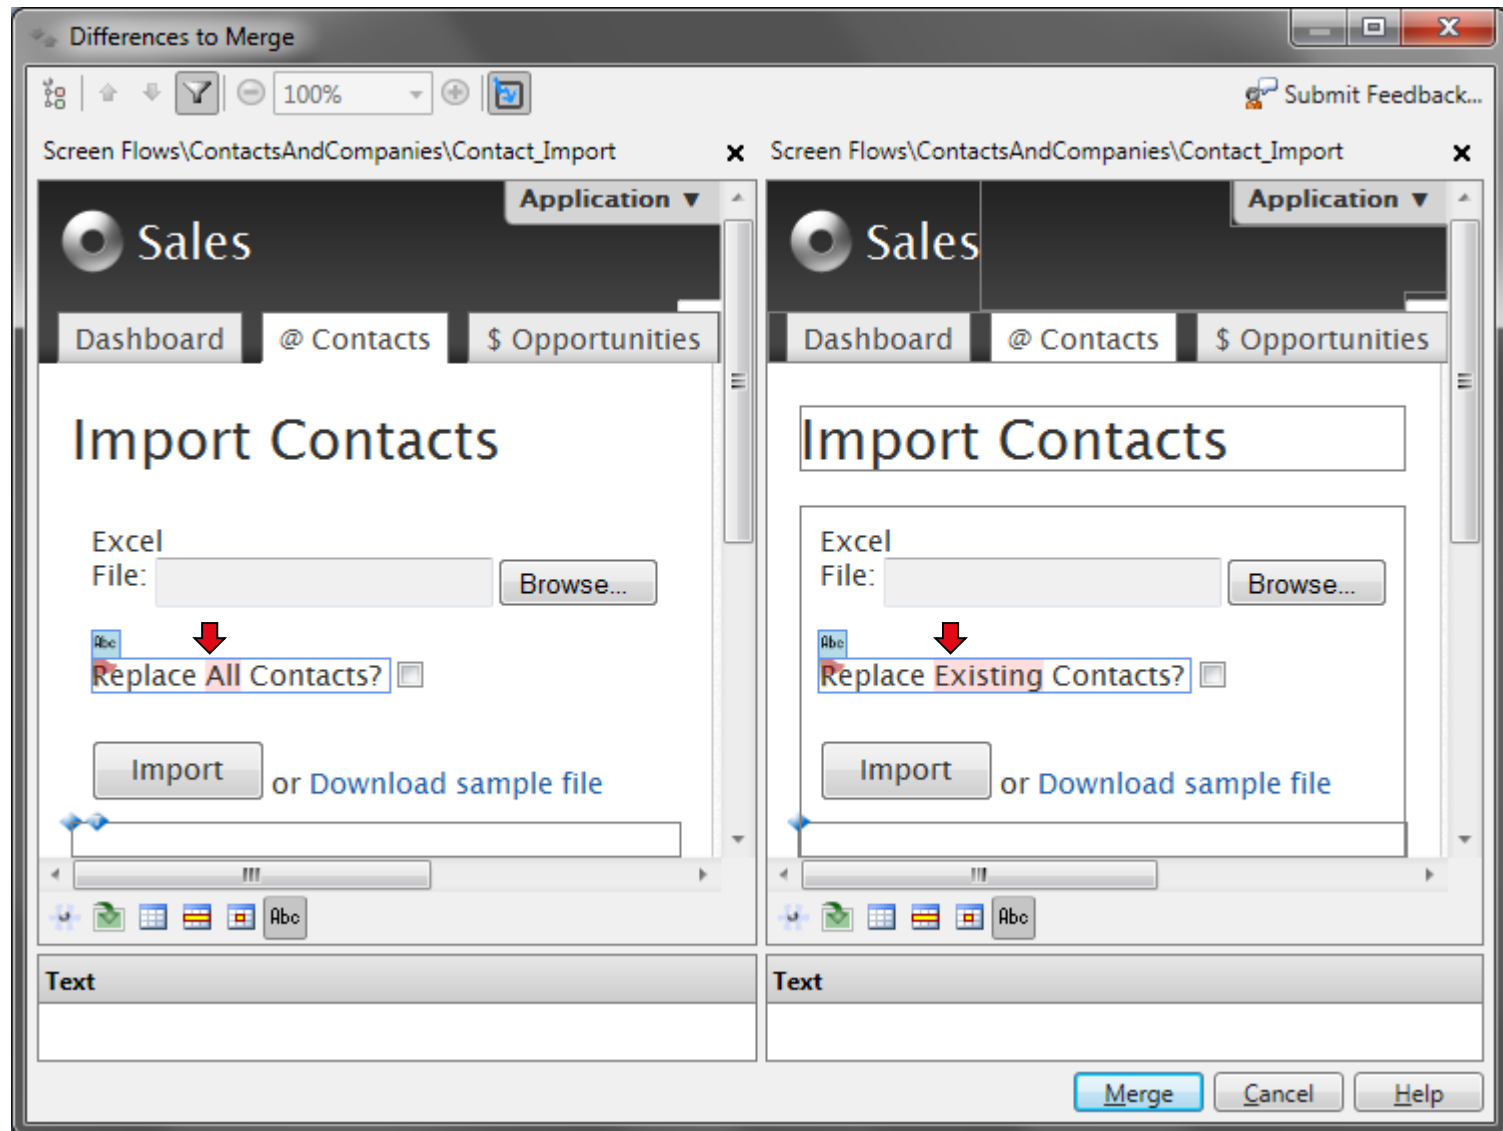 Differences to Merge
100%
Submit Feedback...
Screen Flows\ContactsAndCompanies\Contact_Import
Application ▼
Sales
Dashboard
@ Contacts
$ Opportunities
Import Contacts
Excel
File:
Browse...
Abc
Replace All Contacts?
Import
or Download sample file
Abc
Text
Screen Flows\ContactsAndCompanies\Contact_Import
Application ▼
Sales
Dashboard
@ Contacts
$ Opportunities
Import Contacts
Excel
File:
Browse...
Abc
Replace Existing Contacts?
Import
or Download sample file
Abc
Text
Merge
Cancel
Help